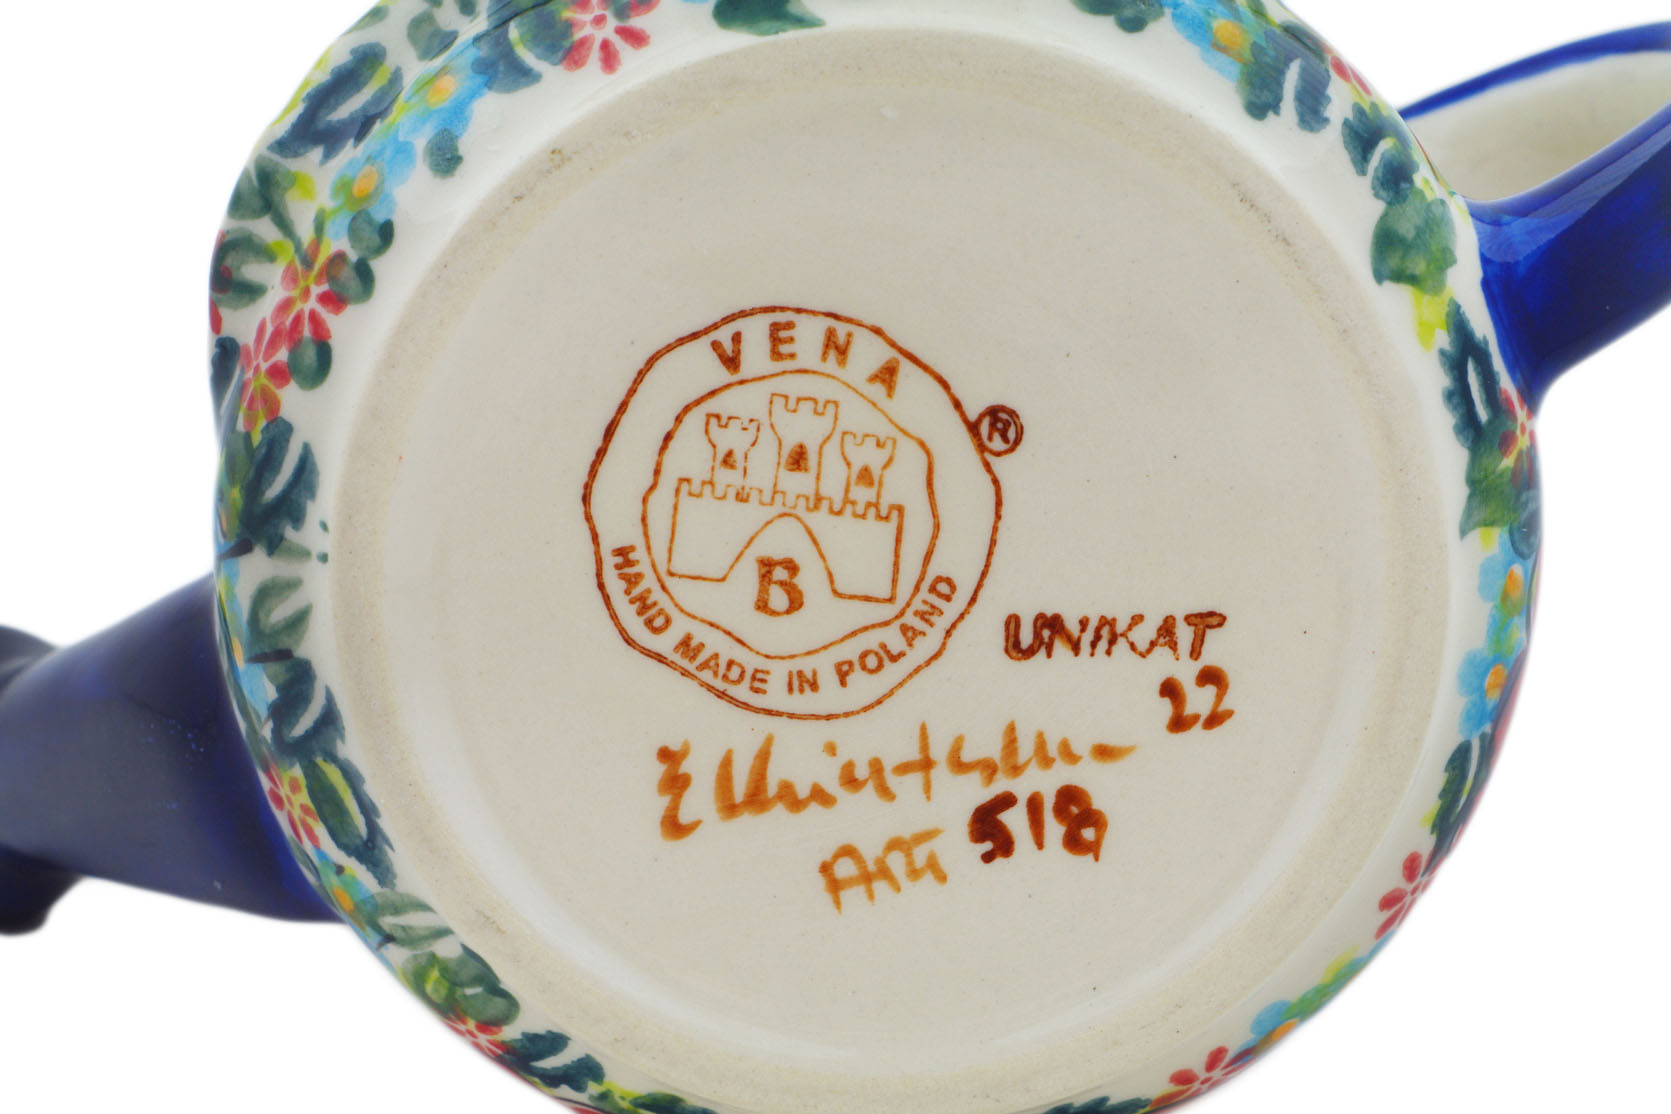 VENA
®
B
HAND MADE IN POLAND
UNIKAT
22
Art 518